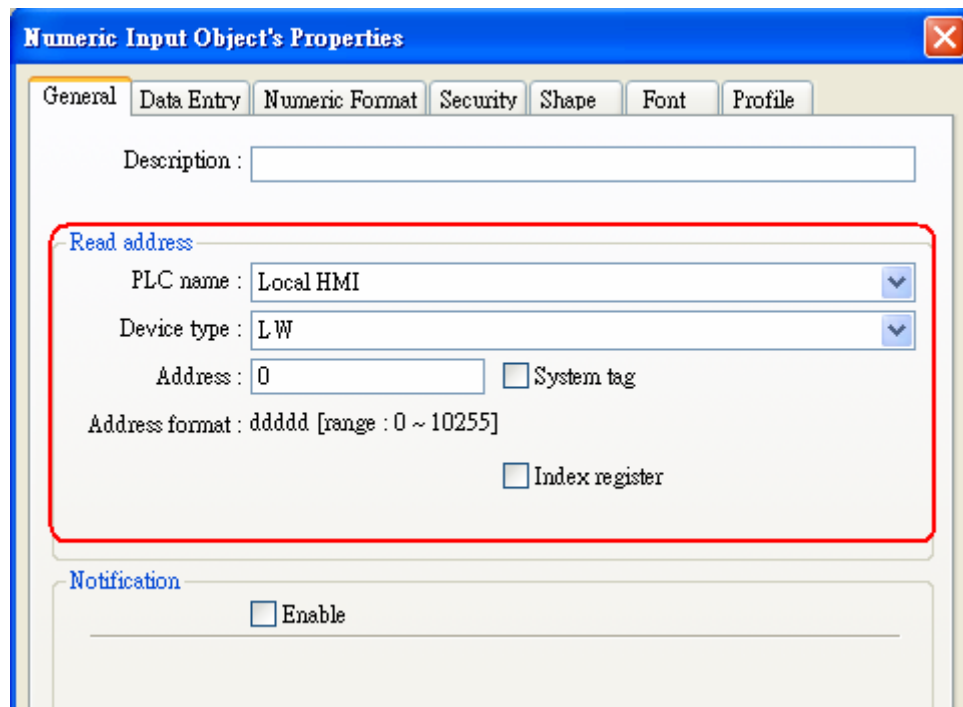 Numeric Input Object's Properties
General Data Entry Numeric Format Security Shape Font Profile
Description :
Read address
PLC name : Local HMI
Device type : LW
Address : 0 System tag
Address format : ddddd [range : 0 ~ 10255]
Index register
Notification
Enable